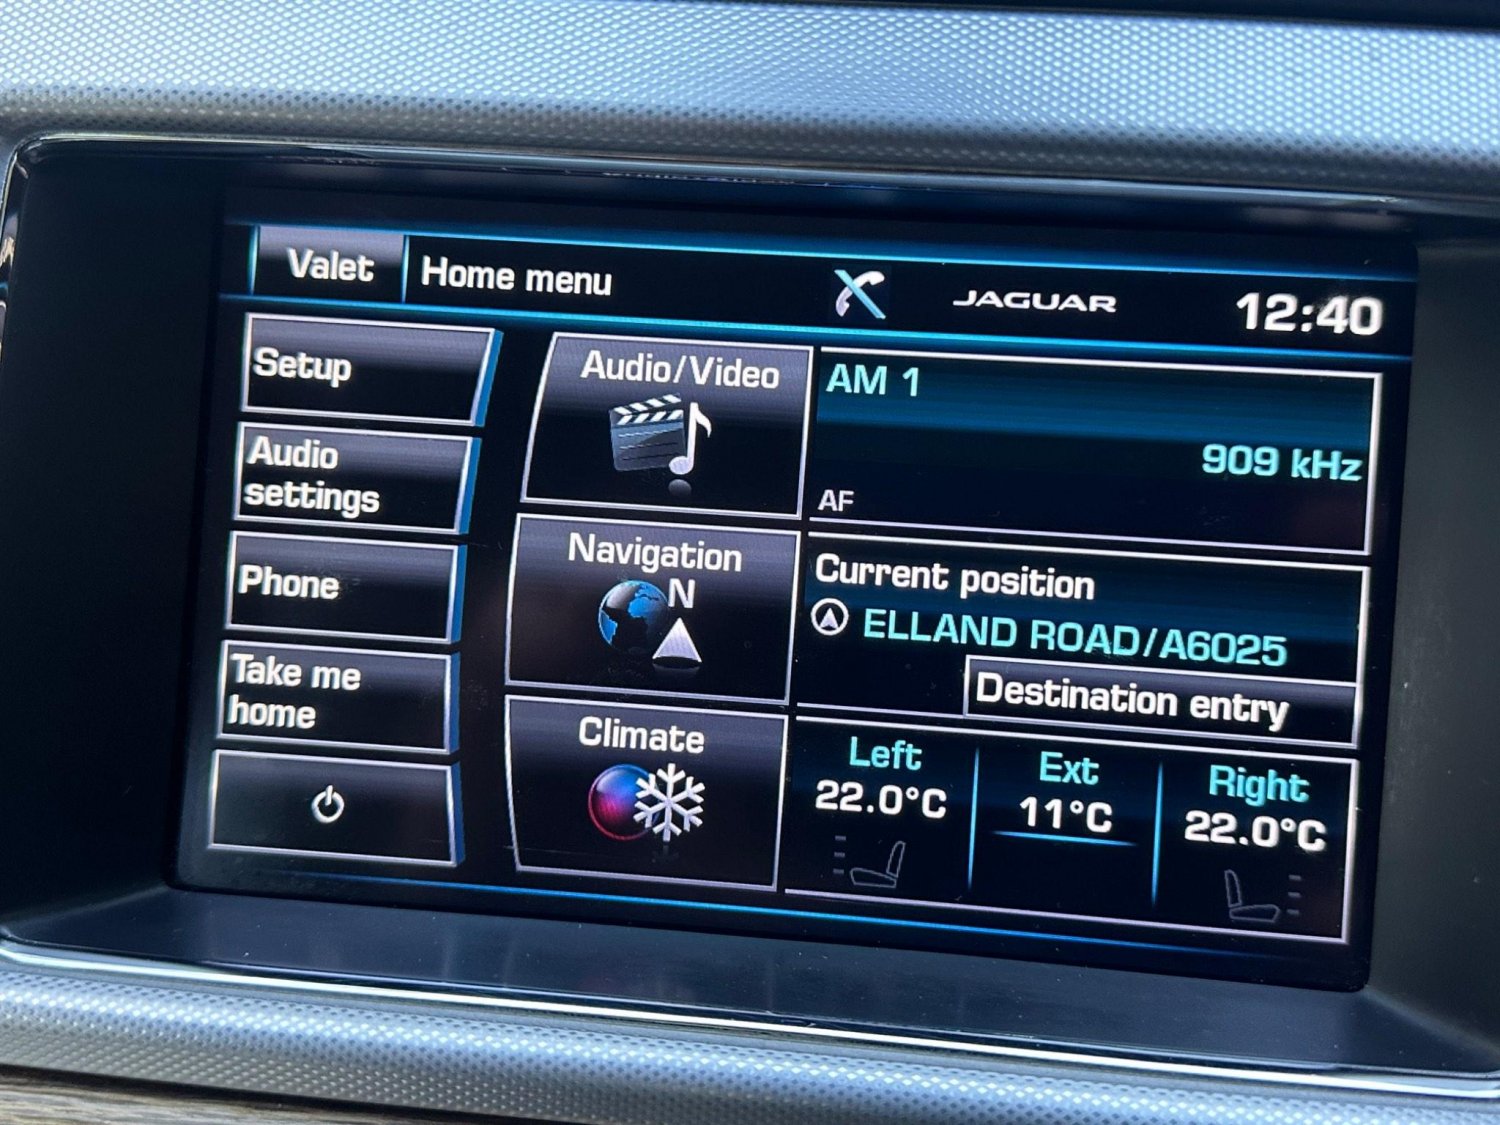 Valet
Home menu
JAGUAR
12:40
Setup
Audio
settings
Phone
Take me
home
Audio/Video
AM 1
909 kHz
AF
Navigation
N
Current position
ELLAND ROAD/A6025
Destination entry
Climate
Left
22.0°C
Ext
11°C
Right
22.0°C